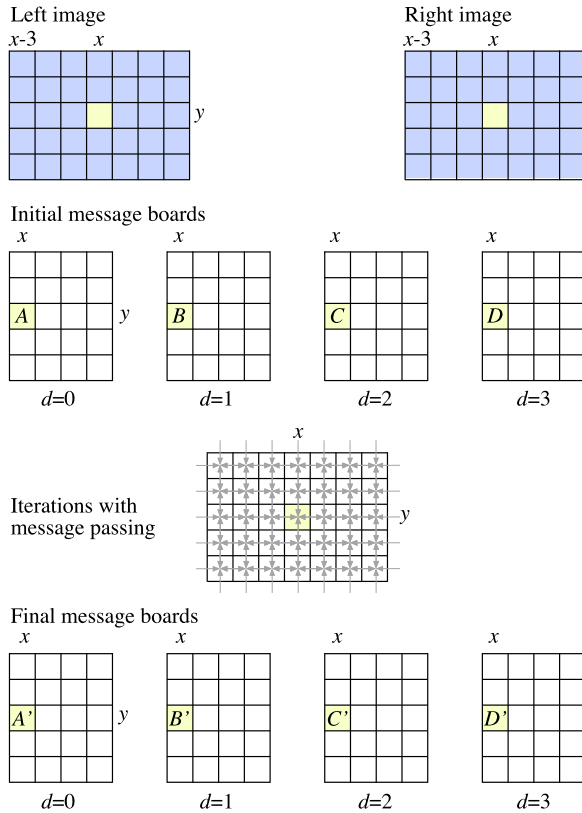 Left image Right image
x-3 x x-3 x
y
Initial message boards
x x x x
A y B C D
d=0 d=1 d=2 d=3
x
Iterations with
message passing
y
Final message boards
x x x x
A' y B' C' D'
d=0 d=1 d=2 d=3